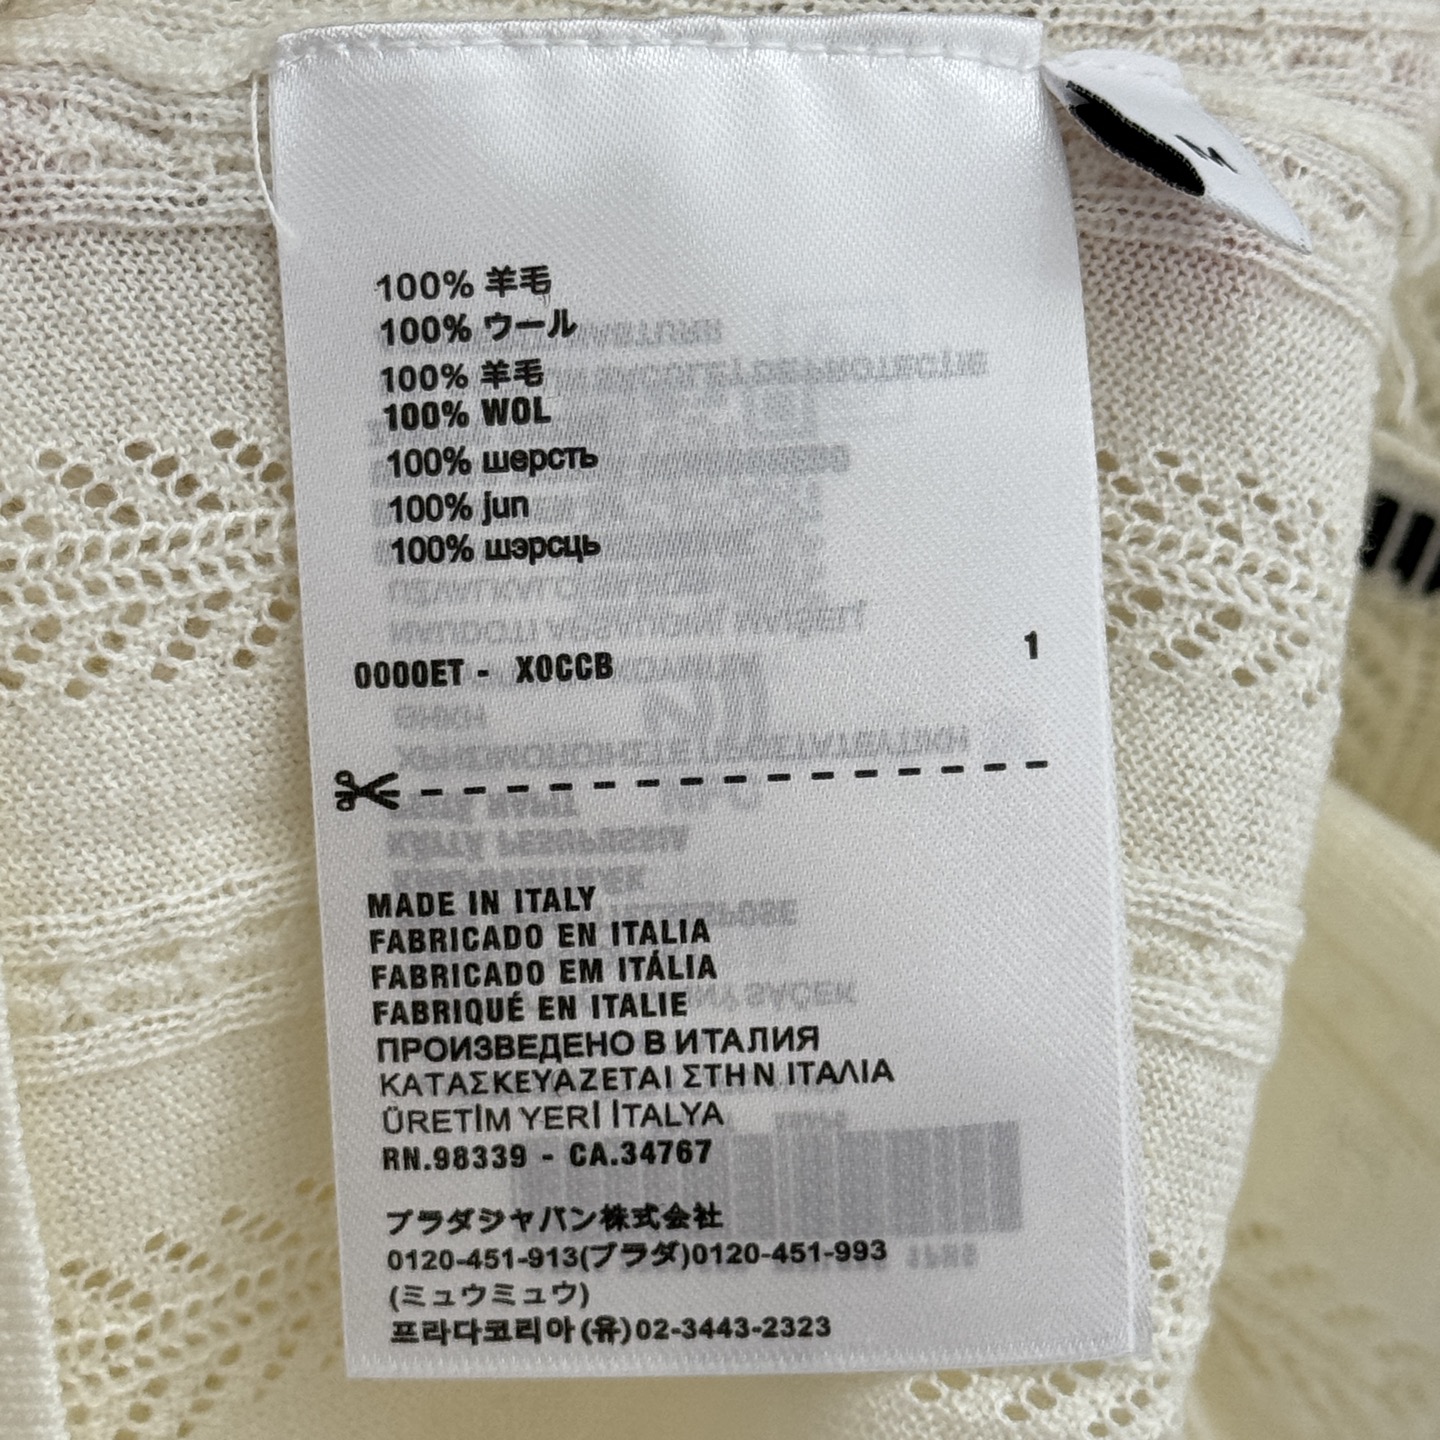 100% 羊毛
100% ウール
100% 羊毛
100% WOL
100% шерсть
100% jun
100% шэрсць
0000ET - X0CCB 1
MADE IN ITALY
FABRICADO EN ITALIA
FABRICADO EM ITÁLIA
FABRIQUÉ EN ITALIE
ПРОИЗВЕДЕНО В ИТАЛИЯ
ΚΑΤΑΣΚΕΥΑΖΕΤΑΙ ΣΤΗΝ ΙΤΑΛΙΑ
ÜRETİM YERİ İTALYA
RN.98339 - CA.34767
プラダジャパン株式会社
0120-451-913(プラダ)0120-451-993
(ミュウミュウ)
프라다코리아(유)02-3443-2323
M